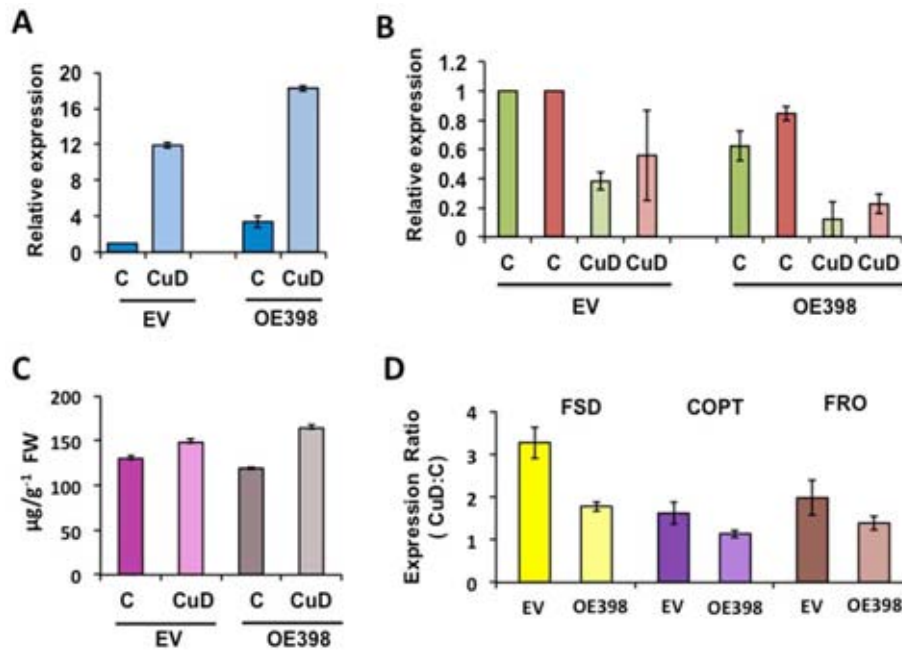 A
Relative expression
20
16
12
8
4
0
C CuD C CuD
EV OE398
B
Relative expression
1.2
1
0.8
0.6
0.4
0.2
0
C C CuD CuD C C CuD CuD
EV OE398
C
µg/g⁻¹ FW
200
150
100
50
0
C CuD C CuD
EV OE398
D
Expression Ratio
( CuD:C)
4
3
2
1
0
FSD COPT FRO
EV OE398 EV OE398 EV OE398